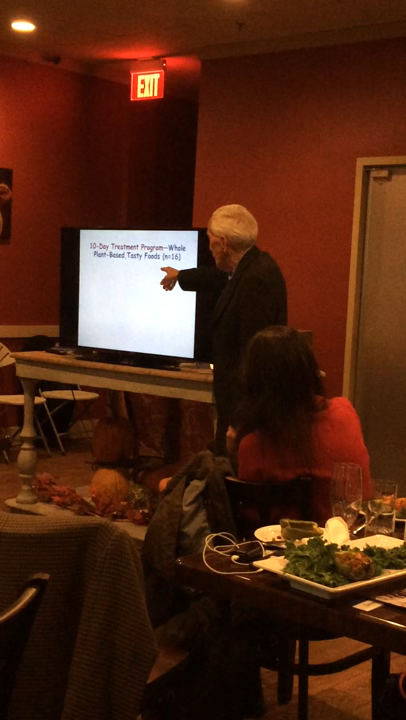 EXIT
10-Day Treatment Program—Whole
Plant-Based, Tasty Foods (n=16)